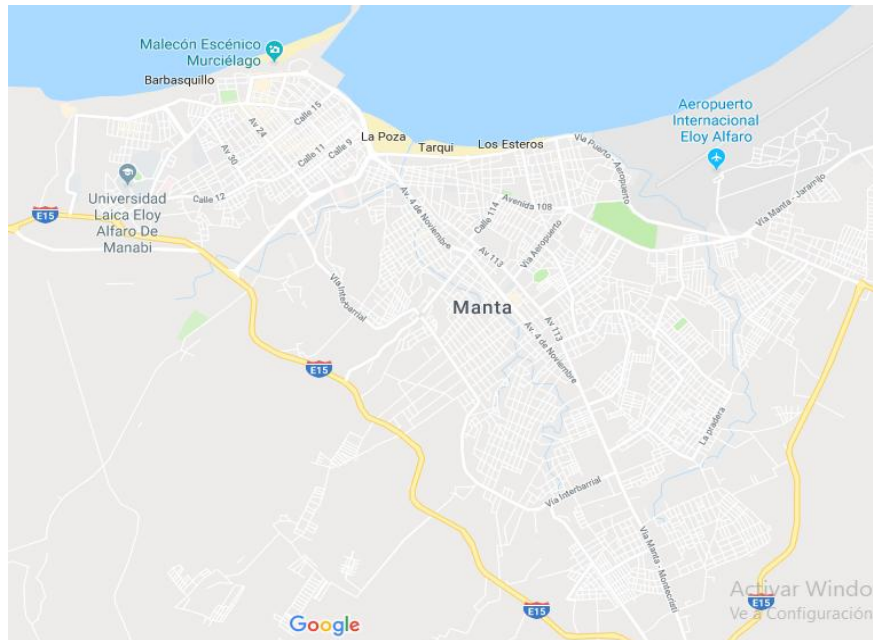 Malecón Escénico
Murciélago
Barbasquillo
Calle 15
Av 24
La Poza
Tarqui
Los Esteros
Vía Puerto - Aeropuerto
Aeropuerto
Internacional
Eloy Alfaro
Av 30
Calle 11
Calle 9
Universidad
Laica Eloy
Alfaro De
Manabi
Calle 12
E15
Av. 4 de Noviembre
Calle 114
Avenida 108
Vía Manta - Jaramijo
Av 113
Vía Aeropuerto
Vía Interbarrial
Manta
Av 113
Av. 4 de Noviembre
E15
E15
La pradera
Vía Interbarrial
Vía Manta - Montecristi
E15
E15
Google
Activar Windo
Ve a Configuración